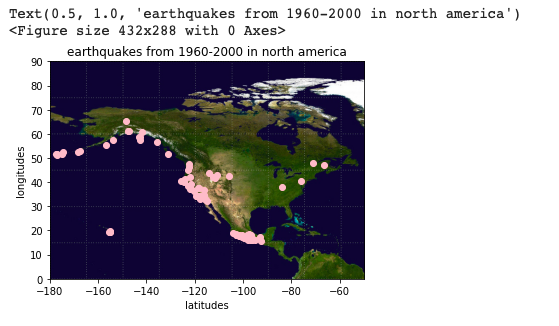 Text(0.5, 1.0, 'earthquakes from 1960-2000 in north america')
<Figure size 432x288 with 0 Axes>
earthquakes from 1960-2000 in north america
90
80
70
60
50
40
30
20
10
0
longitudes
−180 −160 −140 −120 −100 −80 −60
latitudes